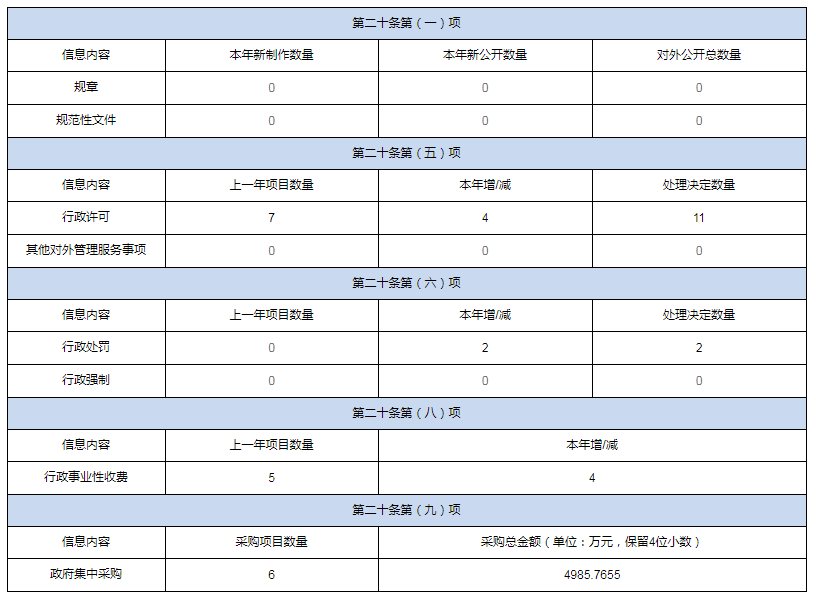 第二十条第（一）项
信息内容 本年新制作数量 本年新公开数量 对外公开总数量
规章 0 0 0
规范性文件 0 0 0
第二十条第（五）项
信息内容 上一年项目数量 本年增/减 处理决定数量
行政许可 7 4 11
其他对外管理服务事项 0 0 0
第二十条第（六）项
信息内容 上一年项目数量 本年增/减 处理决定数量
行政处罚 0 2 2
行政强制 0 0 0
第二十条第（八）项
信息内容 上一年项目数量 本年增/减
行政事业性收费 5 4
第二十条第（九）项
信息内容 采购项目数量 采购总金额（单位：万元，保留4位小数）
政府集中采购 6 4985.7655